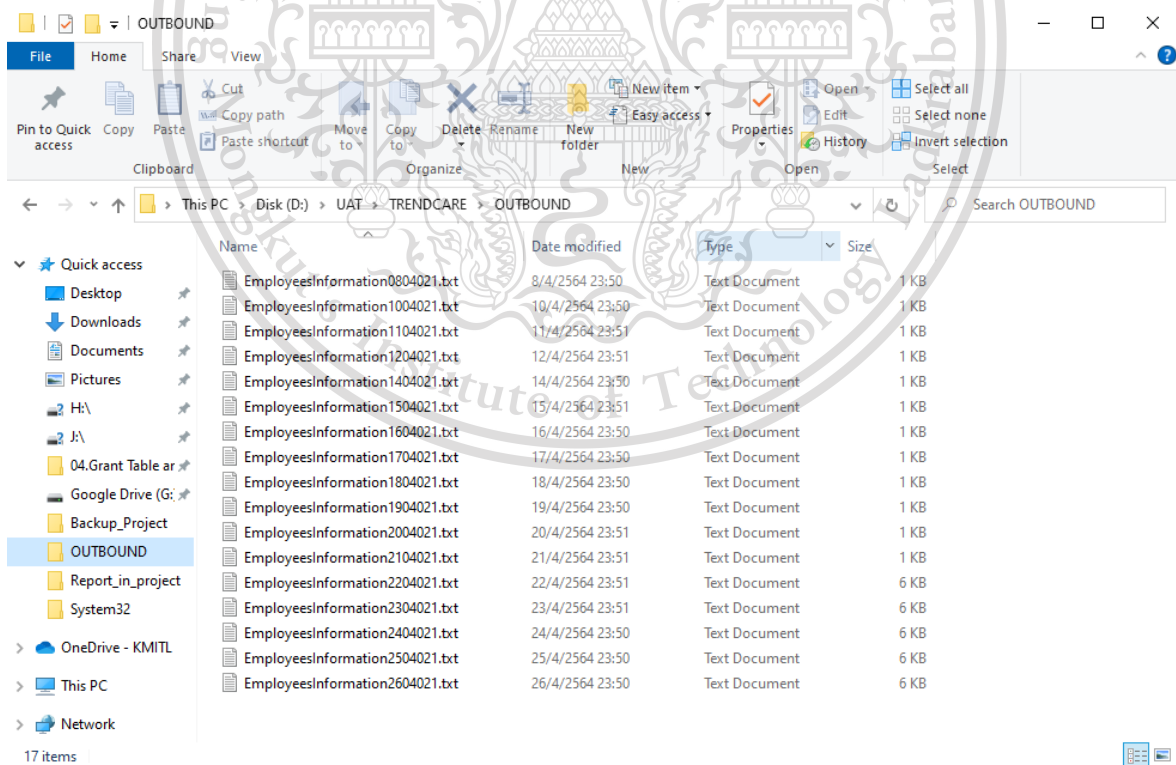 OUTBOUND
File Home Share View
Pin to Quick access
Copy
Paste
Cut
Copy path
Paste shortcut
Clipboard
Move to
Copy to
Delete
Rename
Organize
New folder
New item
Easy access
New
Properties
Open
Edit
History
Open
Select all
Select none
Invert selection
Select
This PC > Disk (D:) > UAT > TRENDCARE > OUTBOUND
Search OUTBOUND
Quick access
Desktop
Downloads
Documents
Pictures
H:\
J:\
04.Grant Table ar
Google Drive (G:
Backup_Project
OUTBOUND
Report_in_project
System32
OneDrive - KMITL
This PC
Network
Name Date modified Type Size
EmployeesInformation0804021.txt 8/4/2564 23:50 Text Document 1 KB
EmployeesInformation1004021.txt 10/4/2564 23:50 Text Document 1 KB
EmployeesInformation1104021.txt 11/4/2564 23:51 Text Document 1 KB
EmployeesInformation1204021.txt 12/4/2564 23:51 Text Document 1 KB
EmployeesInformation1404021.txt 14/4/2564 23:50 Text Document 1 KB
EmployeesInformation1504021.txt 15/4/2564 23:51 Text Document 1 KB
EmployeesInformation1604021.txt 16/4/2564 23:50 Text Document 1 KB
EmployeesInformation1704021.txt 17/4/2564 23:50 Text Document 1 KB
EmployeesInformation1804021.txt 18/4/2564 23:50 Text Document 1 KB
EmployeesInformation1904021.txt 19/4/2564 23:50 Text Document 1 KB
EmployeesInformation2004021.txt 20/4/2564 23:51 Text Document 1 KB
EmployeesInformation2104021.txt 21/4/2564 23:51 Text Document 1 KB
EmployeesInformation2204021.txt 22/4/2564 23:51 Text Document 6 KB
EmployeesInformation2304021.txt 23/4/2564 23:51 Text Document 6 KB
EmployeesInformation2404021.txt 24/4/2564 23:50 Text Document 6 KB
EmployeesInformation2504021.txt 25/4/2564 23:50 Text Document 6 KB
EmployeesInformation2604021.txt 26/4/2564 23:50 Text Document 6 KB
17 items
Institute of Technology